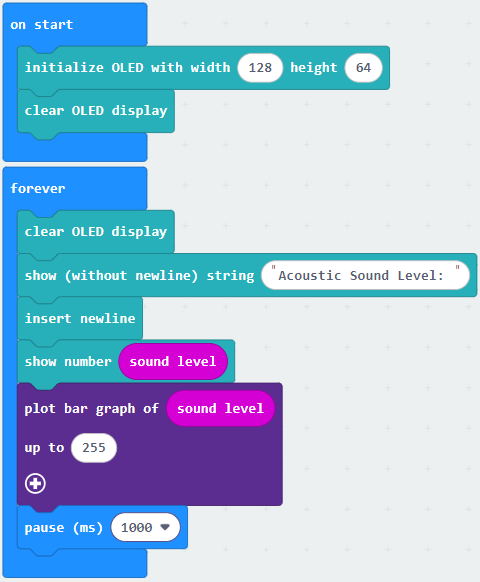 on start
initialize OLED with width 128 height 64
clear OLED display
forever
clear OLED display
show (without newline) string "Acoustic Sound Level: "
insert newline
show number sound level
plot bar graph of sound level
up to 255
pause (ms) 1000